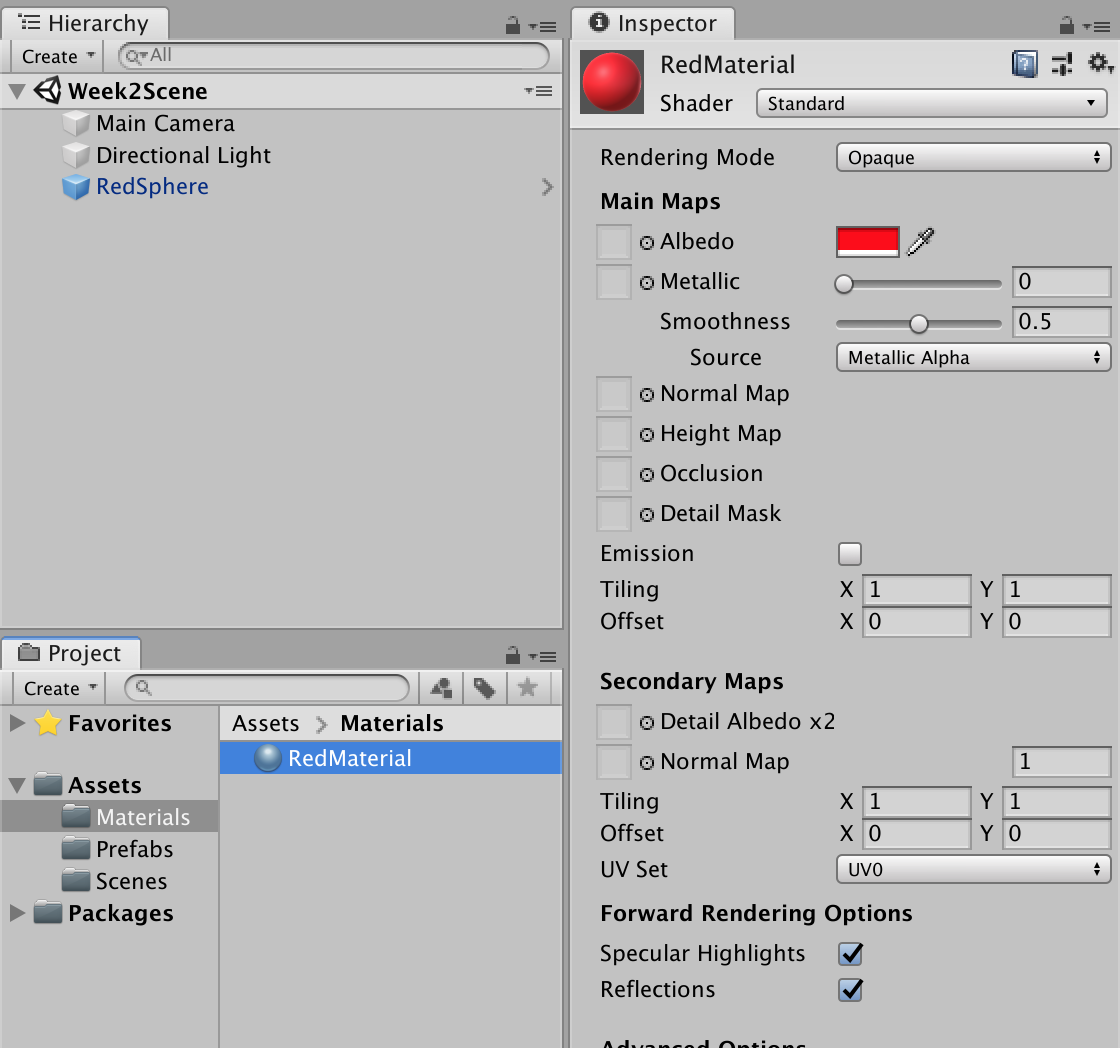 Hierarchy
Create All
Week2Scene
Main Camera
Directional Light
RedSphere
Project
Create
Favorites
Assets
Materials
Prefabs
Scenes
Packages
Assets Materials
RedMaterial
Inspector
RedMaterial
Shader Standard
Rendering Mode Opaque
Main Maps
Albedo
Metallic 0
Smoothness 0.5
Source Metallic Alpha
Normal Map
Height Map
Occlusion
Detail Mask
Emission
Tiling X 1 Y 1
Offset X 0 Y 0
Secondary Maps
Detail Albedo x2
Normal Map 1
Tiling X 1 Y 1
Offset X 0 Y 0
UV Set UV0
Forward Rendering Options
Specular Highlights
Reflections
Advanced Options